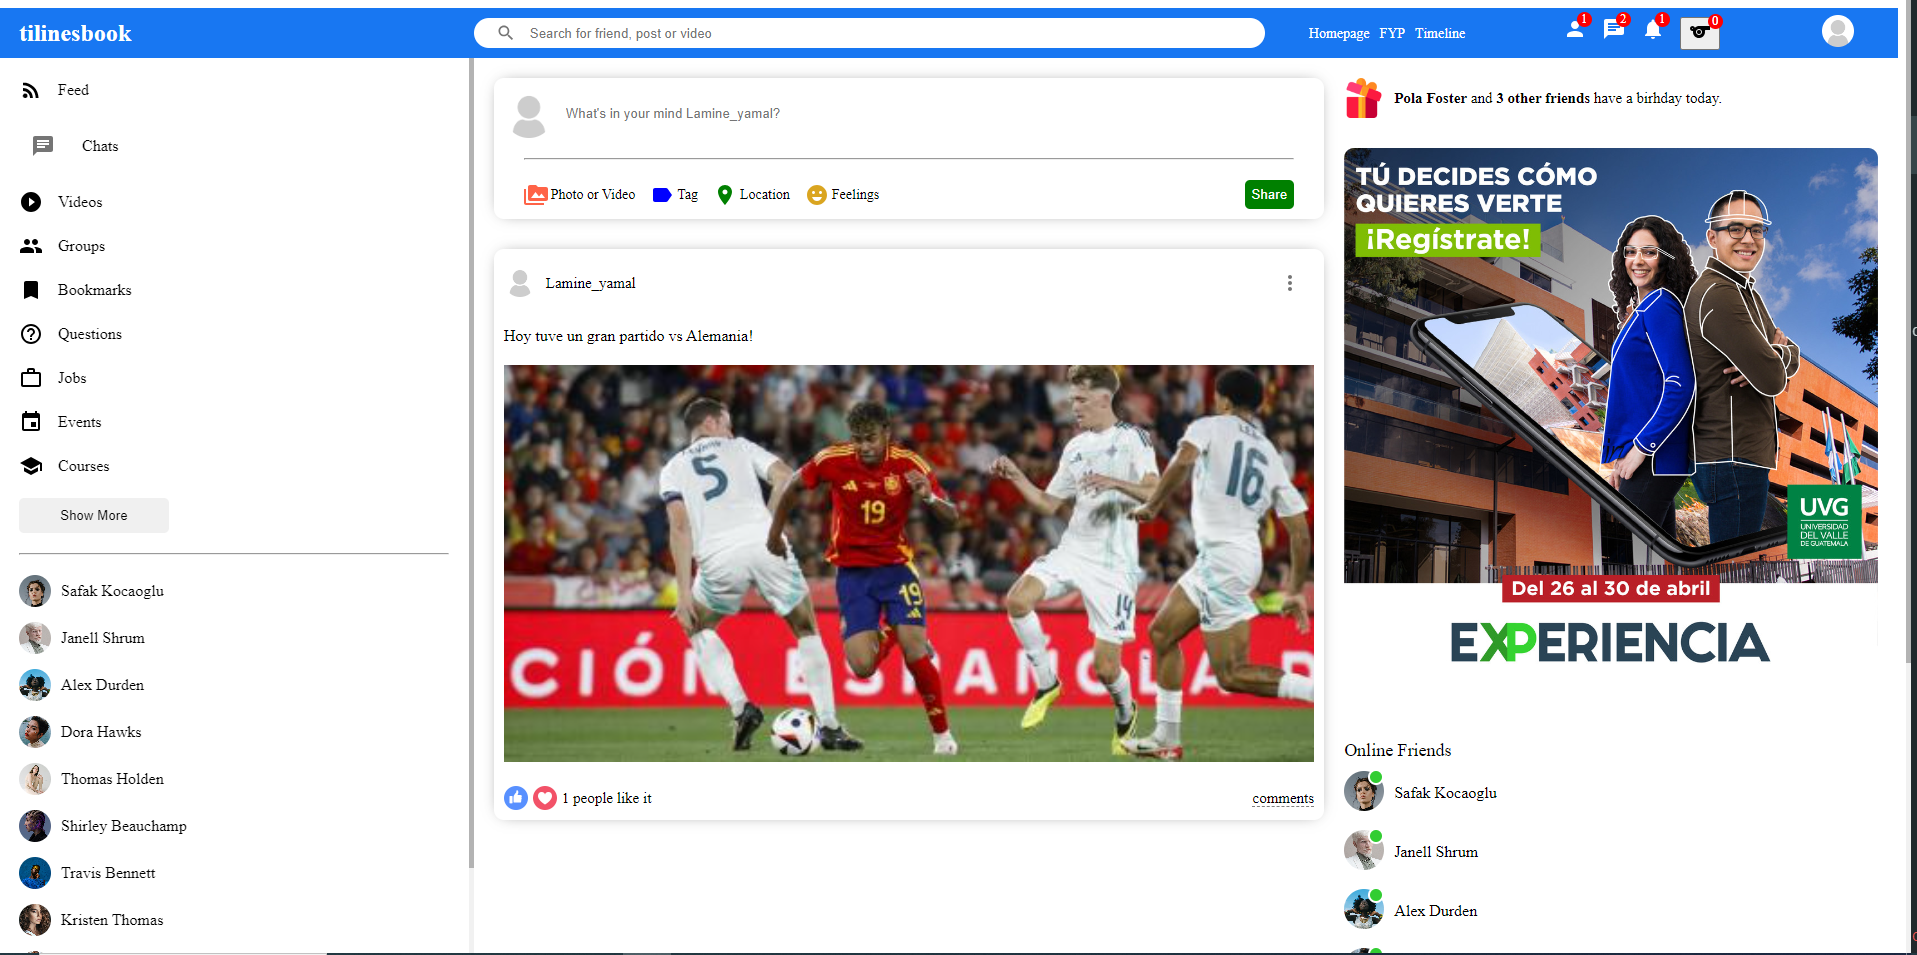 tilinesbook
Search for friend, post or video
Homepage FYP Timeline
1
2
1
0
Feed
Chats
Videos
Groups
Bookmarks
Questions
Jobs
Events
Courses
Show More
Safak Kocaoglu
Janell Shrum
Alex Durden
Dora Hawks
Thomas Holden
Shirley Beauchamp
Travis Bennett
Kristen Thomas
What's in your mind Lamine_yamal?
Photo or Video
Tag
Location
Feelings
Share
Lamine_yamal
Hoy tuve un gran partido vs Alemania!
5
19
19
14
16
CIÓN ESPAÑOLA D
1 people like it
comments
Pola Foster and 3 other friends have a birhday today.
TÚ DECIDES CÓMO
QUIERES VERTE
¡Regístrate!
UVG
UNIVERSIDAD
DEL VALLE
DE GUATEMALA
Del 26 al 30 de abril
EXPERIENCIA
Online Friends
Safak Kocaoglu
Janell Shrum
Alex Durden